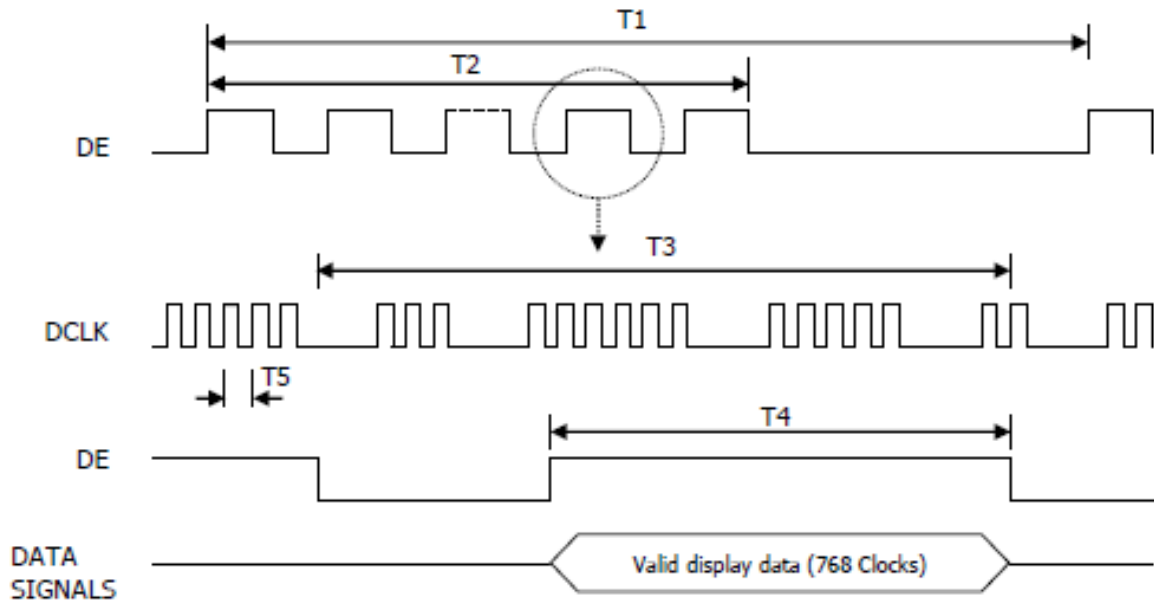 T1
T2
DE
T3
DCLK
T5
T4
DE
DATA
SIGNALS
Valid display data (768 Clocks)